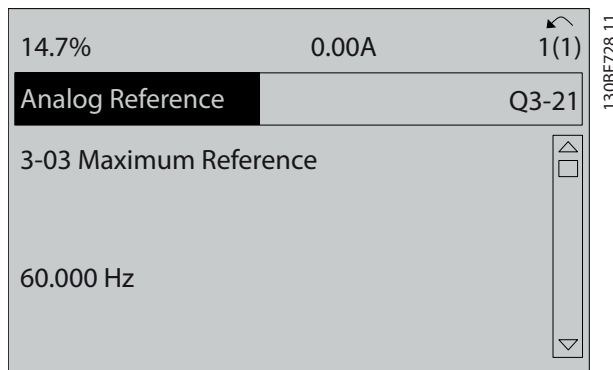 14.7% 0.00A 1(1)
Analog Reference Q3-21
3-03 Maximum Reference
60.000 Hz
130BF728.11